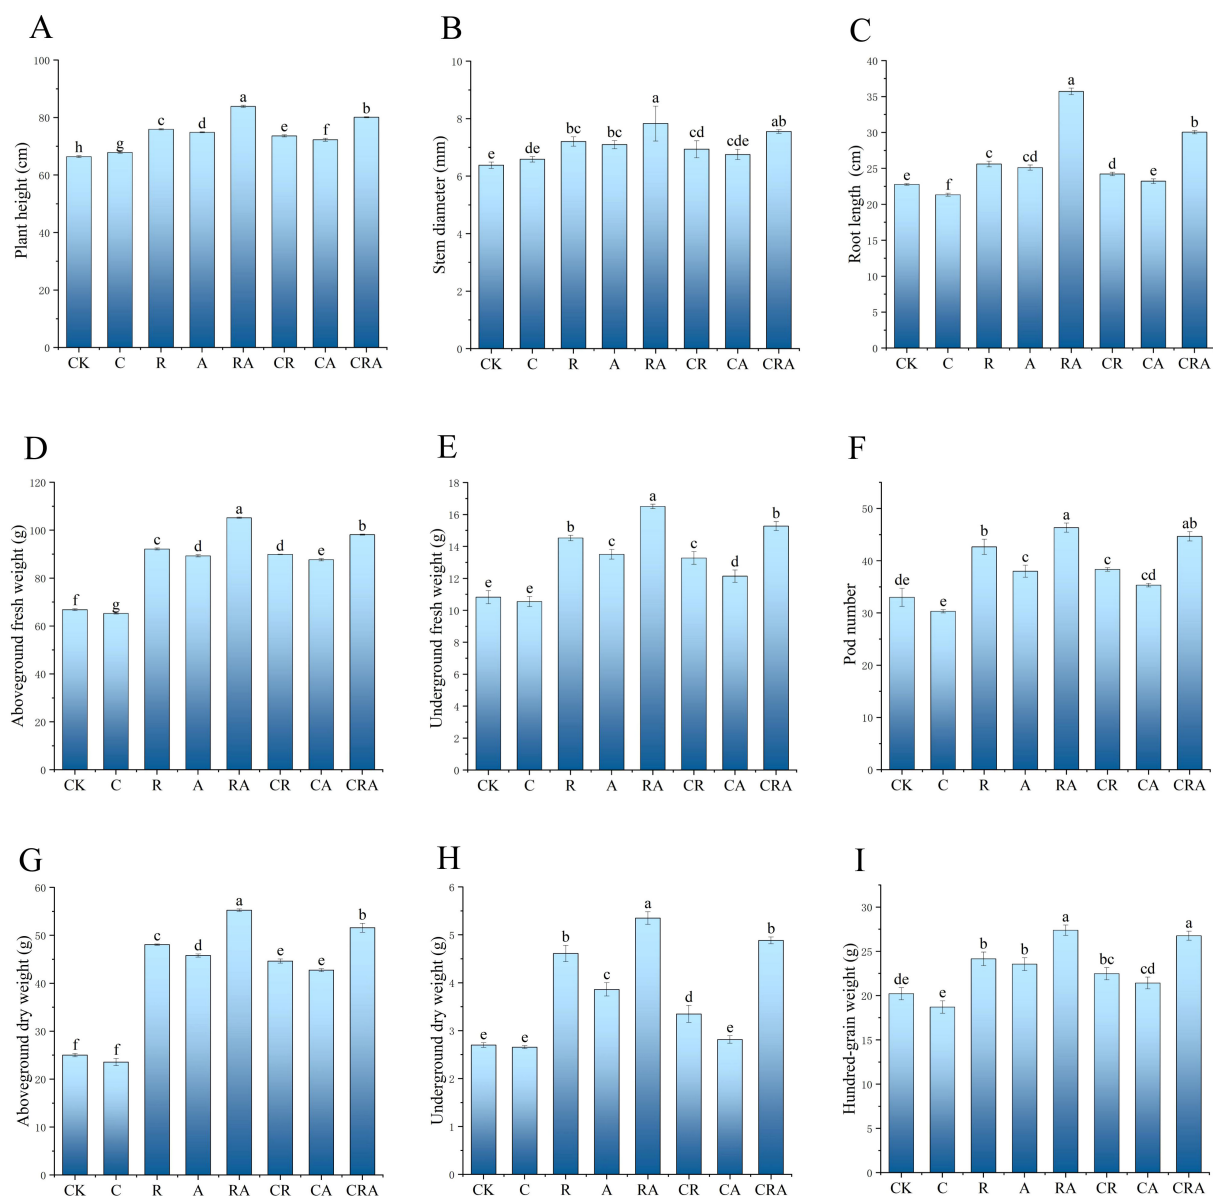 A
B
C
Plant height (cm)
100
80
60
40
20
0
h
g
c
d
a
e
f
b
CK C R A RA CR CA CRA
Stem diameter (mm)
10
8
6
4
2
0
e
de
bc
bc
a
cd
cde
ab
CK C R A RA CR CA CRA
Root length (cm)
40
35
30
25
20
15
10
5
0
e
f
c
cd
a
d
e
b
CK C R A RA CR CA CRA
D
E
F
Aboveground fresh weight (g)
120
100
80
60
40
20
0
f
g
c
d
a
d
e
b
CK C R A RA CR CA CRA
Underground fresh weight (g)
18
16
14
12
10
8
6
4
2
0
e
e
b
c
a
c
d
b
CK C R A RA CR CA CRA
Pod number
50
40
30
20
10
0
de
e
b
c
a
c
cd
ab
CK C R A RA CR CA CRA
G
H
I
Aboveground dry weight (g)
60
50
40
30
20
10
0
f
f
c
d
a
e
e
b
CK C R A RA CR CA CRA
Underground dry weight (g)
6
5
4
3
2
1
0
e
e
b
c
a
d
e
b
CK C R A RA CR CA CRA
Hundred-grain weight (g)
30
25
20
15
10
5
0
de
e
b
b
a
bc
cd
a
CK C R A RA CR CA CRA